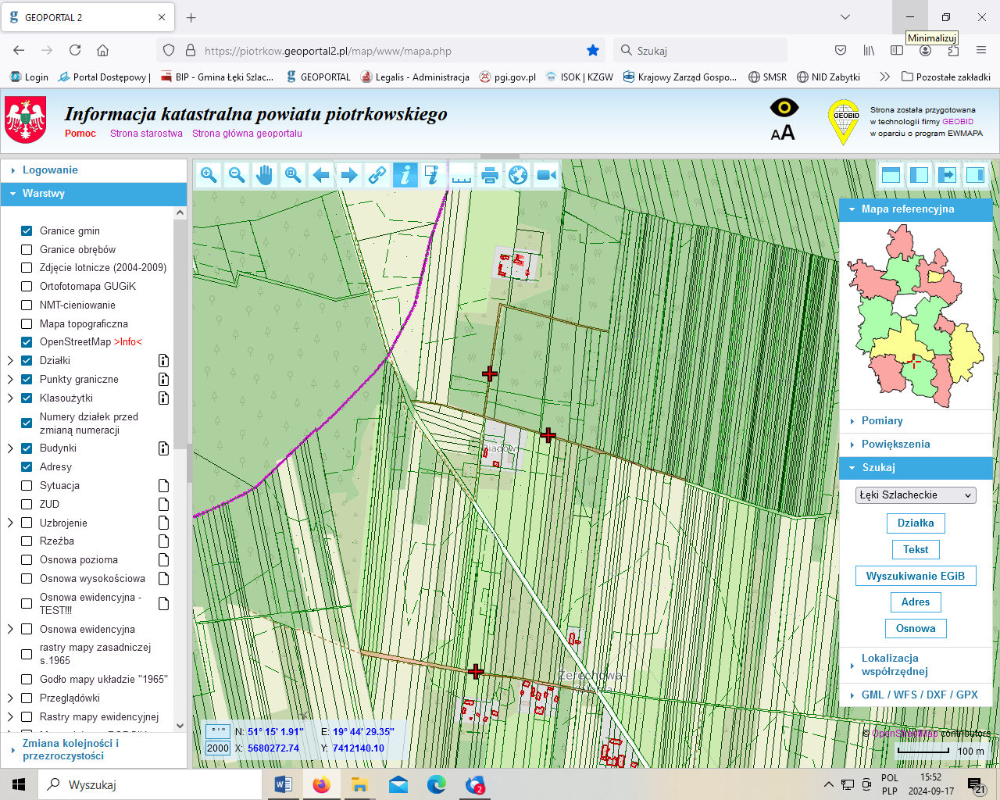 GEOPORTAL 2
Minimalizuj
https://piotrkow.geoportal2.pl/map/www/mapa.php
Szukaj
Login
Portal Dostępowy |
BIP - Gmina Łęki Szlac...
GEOPORTAL
Legalis - Administracja
pgi.gov.pl
ISOK | KZGW
Krajowy Zarząd Gospo...
SMSR
NID Zabytki
Pozostałe zakładki
Informacja katastralna powiatu piotrkowskiego
Pomoc Strona starostwa Strona główna geoportalu
AA
GEOBID
Strona została przygotowana
w technologii firmy GEOBID
w oparciu o program EWMAPA
Logowanie
Warstwy
Granice gmin
Granice obrębów
Zdjęcie lotnicze (2004-2009)
Ortofotomapa GUGiK
NMT-cieniowanie
Mapa topograficzna
OpenStreetMap >Info<
Działki
Punkty graniczne
Klasoużytki
Numery działek przed
zmianą numeracji
Budynki
Adresy
Sytuacja
ZUD
Uzbrojenie
Rzeźba
Osnowa pozioma
Osnowa wysokościowa
Osnowa ewidencyjna -
TEST!!!
Osnowa ewidencyjna
rastry mapy zasadniczej
s.1965
Godło mapy układzie "1965"
Przeglądówki
Rastry mapy ewidencyjnej
Zmiana kolejności i
przezroczystości
Żerechowa-
N: 51° 15' 1.91" E: 19° 44' 29.35"
2000 X: 5680272.74 Y: 7412140.10
Mapa referencyjna
Pomiary
Powiększenia
Szukaj
Łęki Szlacheckie
Działka
Tekst
Wyszukiwanie EGiB
Adres
Osnowa
Lokalizacja
współrzędnej
GML / WFS / DXF / GPX
© OpenStreetMap contributors
100 m
Wyszukaj
2
POL
PLP
15:52
2024-09-17
21